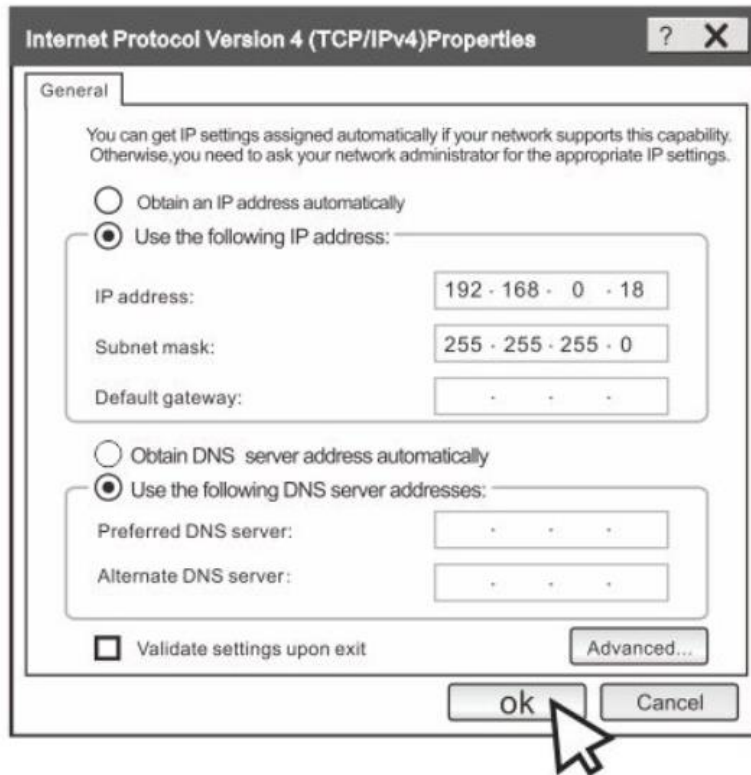 Internet Protocol Version 4 (TCP/IPv4)Properties
?
General
You can get IP settings assigned automatically if your network supports this capability.
Otherwise,you need to ask your network administrator for the appropriate IP settings.
Obtain an IP address automatically
Use the following IP address:
IP address: 192 . 168 . 0 . 18
Subnet mask: 255 . 255 . 255 . 0
Default gateway: . . .
Obtain DNS server address automatically
Use the following DNS server addresses:
Preferred DNS server: . . .
Alternate DNS server: . . .
Validate settings upon exit Advanced...
ok Cancel